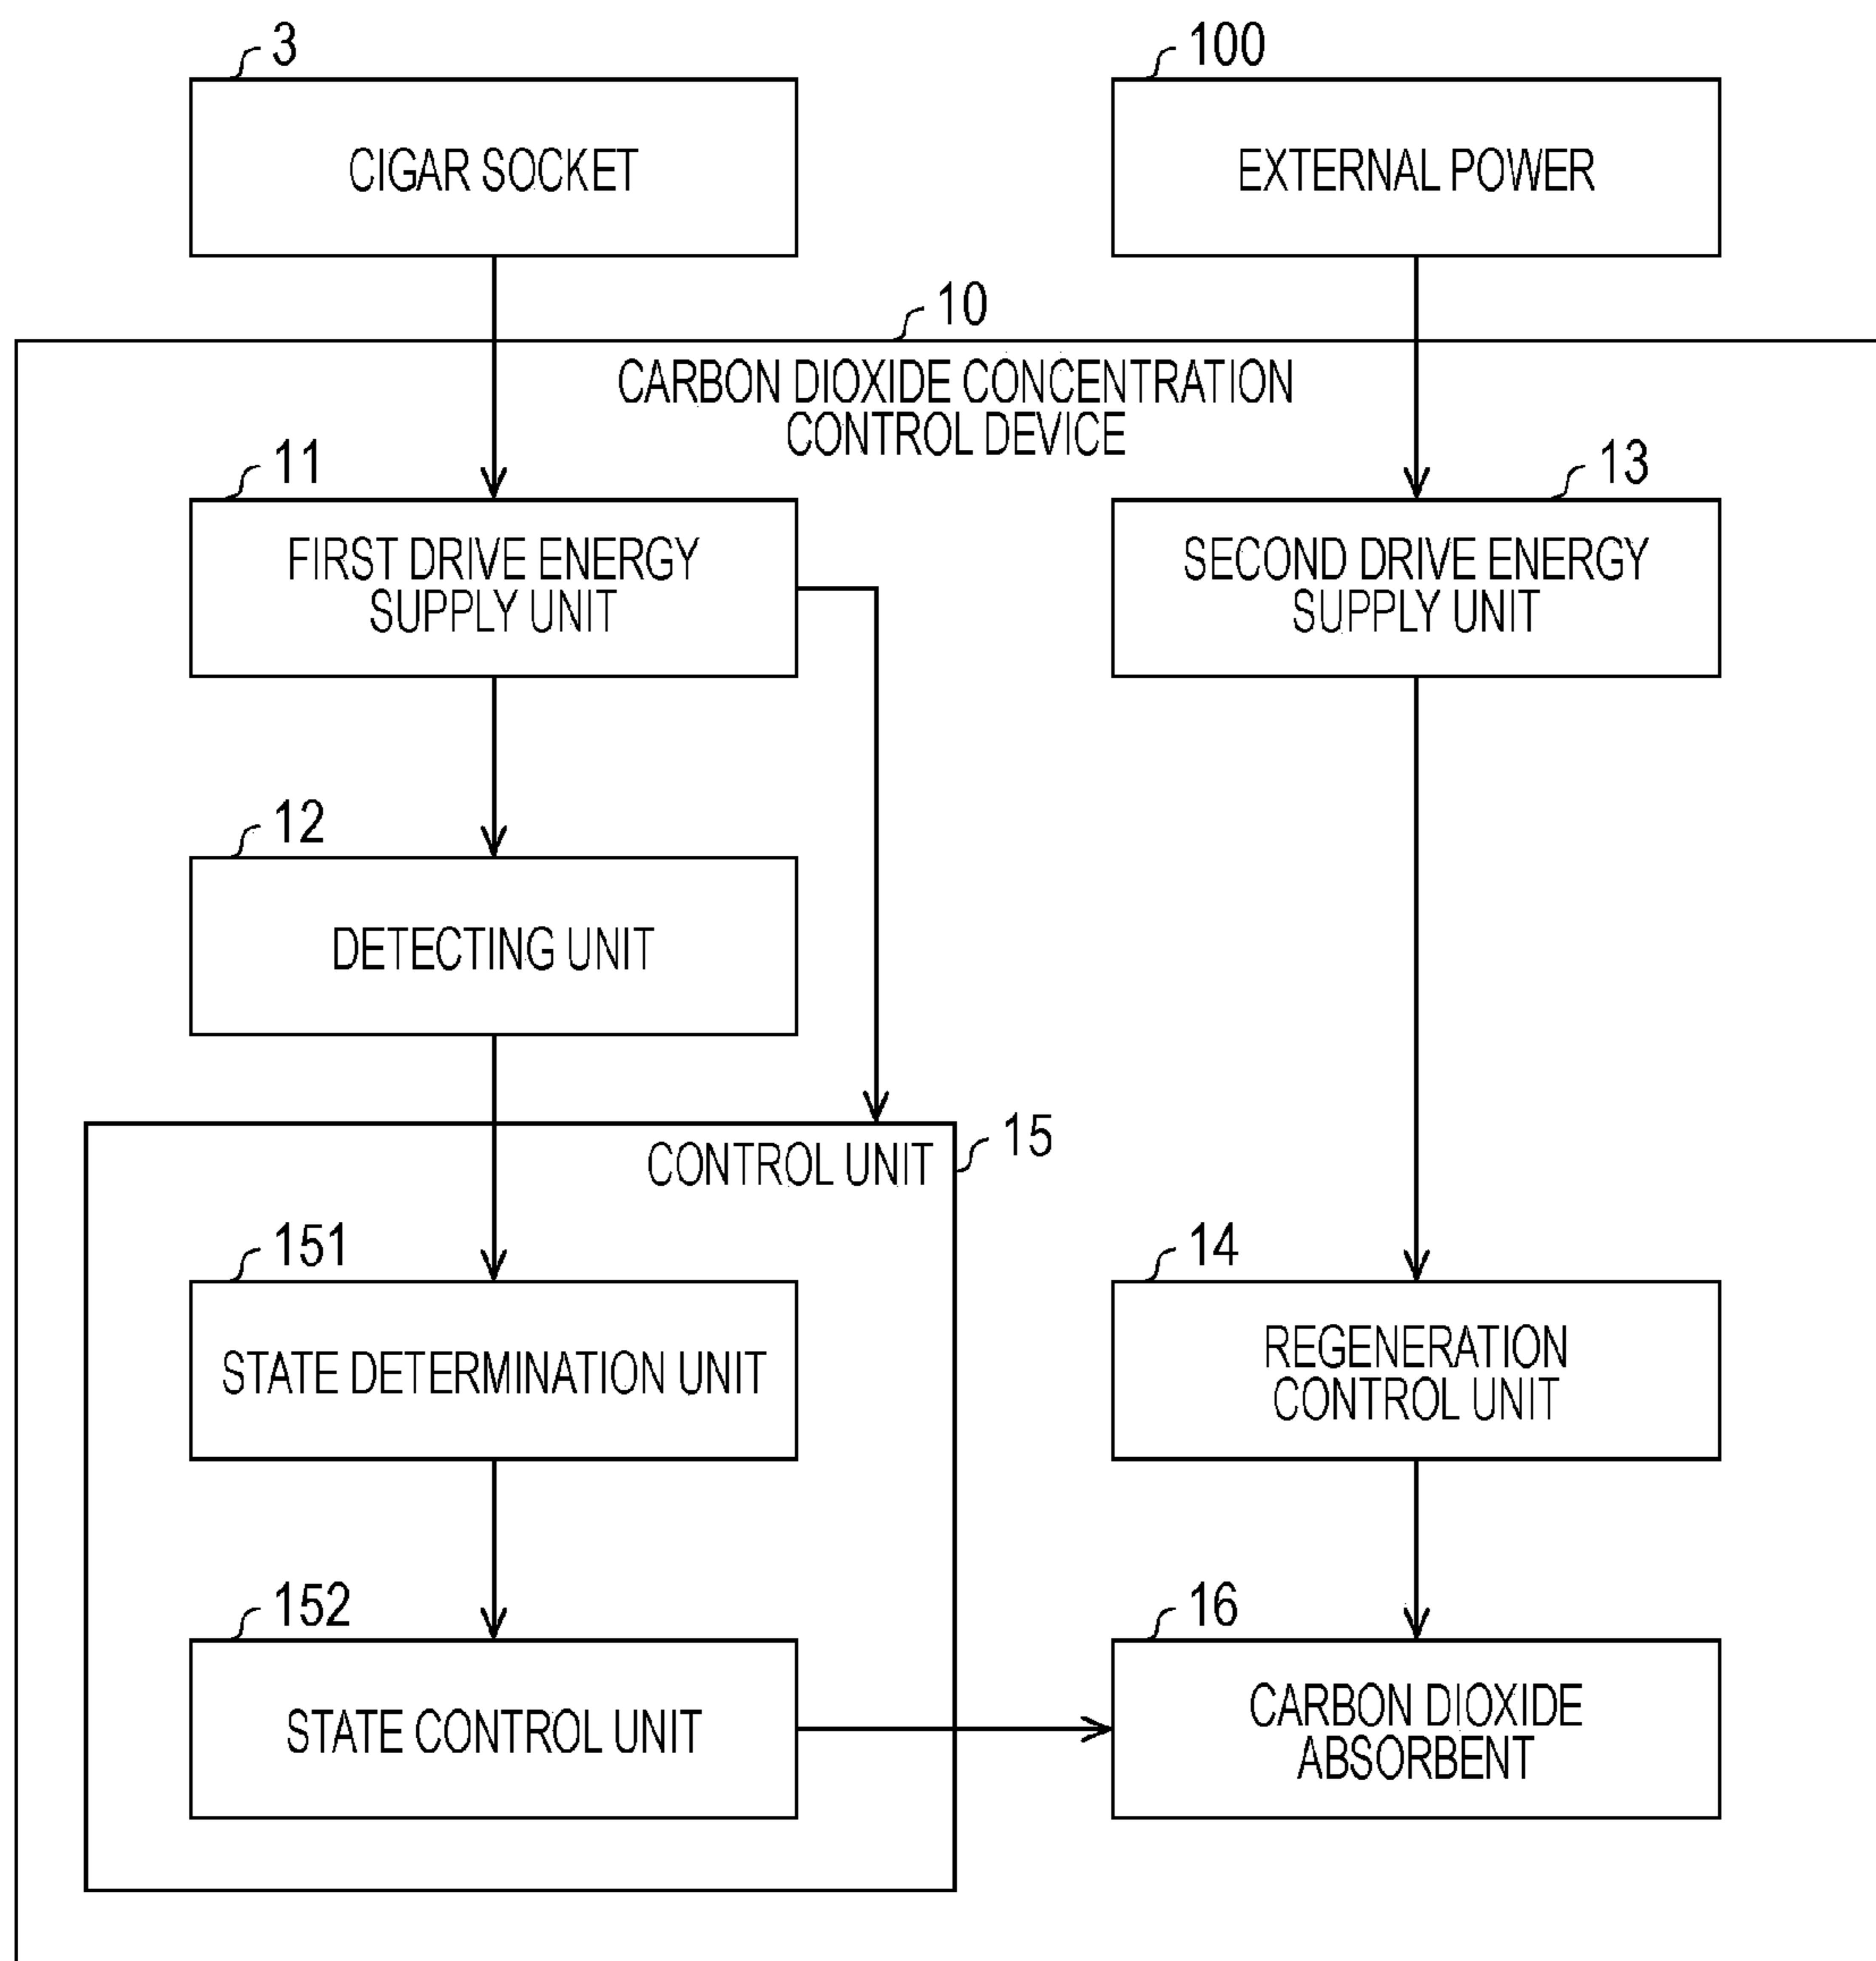 3
CIGAR SOCKET
100
EXTERNAL POWER
10
CARBON DIOXIDE CONCENTRATION
CONTROL DEVICE
11
FIRST DRIVE ENERGY
SUPPLY UNIT
13
SECOND DRIVE ENERGY
SUPPLY UNIT
12
DETECTING UNIT
15
CONTROL UNIT
151
STATE DETERMINATION UNIT
14
REGENERATION
CONTROL UNIT
152
STATE CONTROL UNIT
16
CARBON DIOXIDE
ABSORBENT